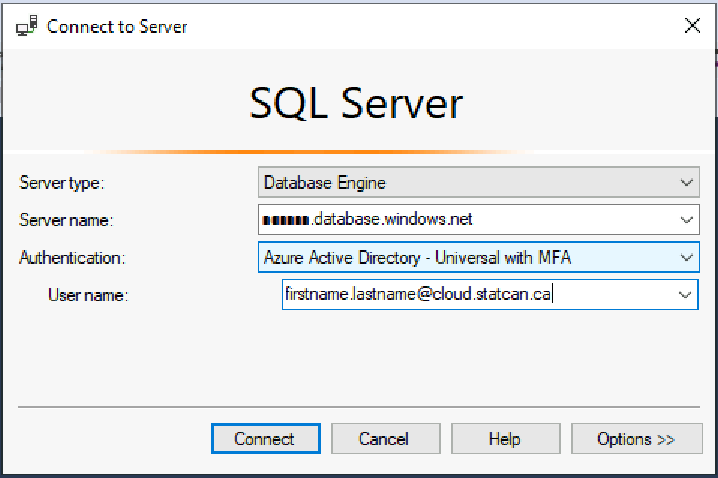 Connect to Server
SQL Server
Server type:
Database Engine
Server name:
.database.windows.net
Authentication:
Azure Active Directory - Universal with MFA
User name:
firstname.lastname@cloud.statcan.ca
Connect
Cancel
Help
Options >>